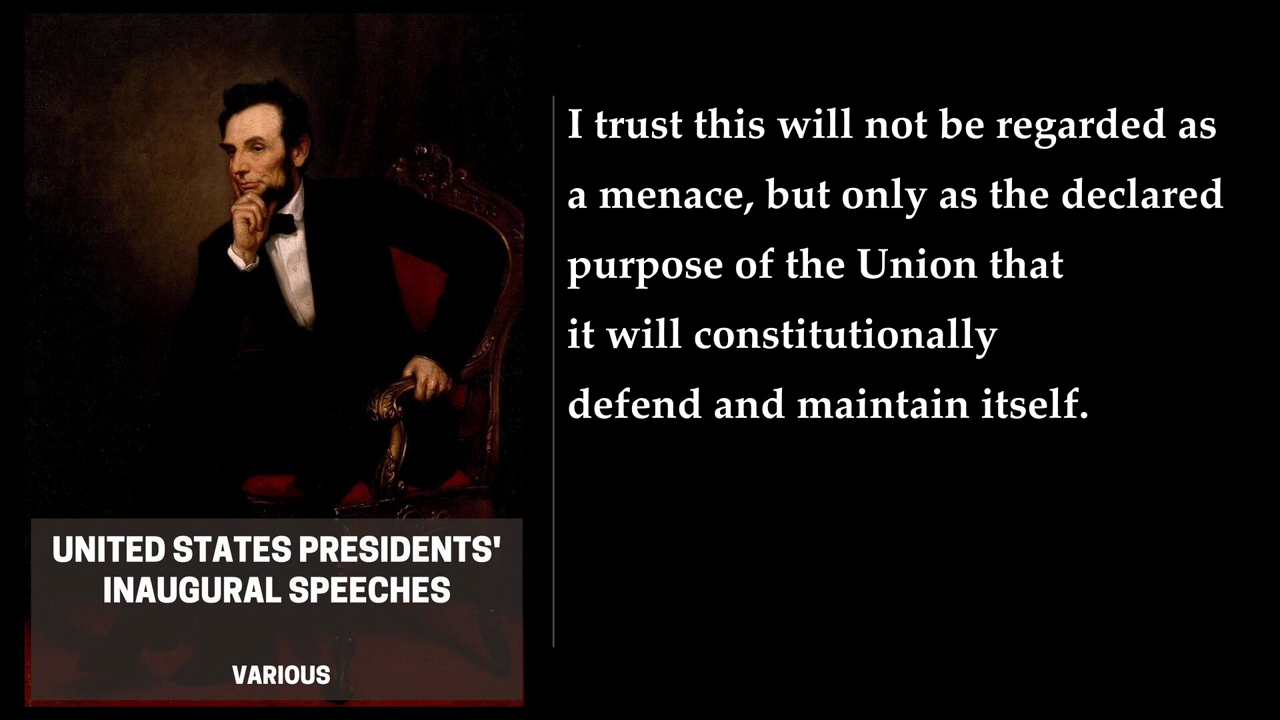 I trust this will not be regarded as
a menace, but only as the declared
purpose of the Union that
it will constitutionally
defend and maintain itself.
UNITED STATES PRESIDENTS'
INAUGURAL SPEECHES
VARIOUS